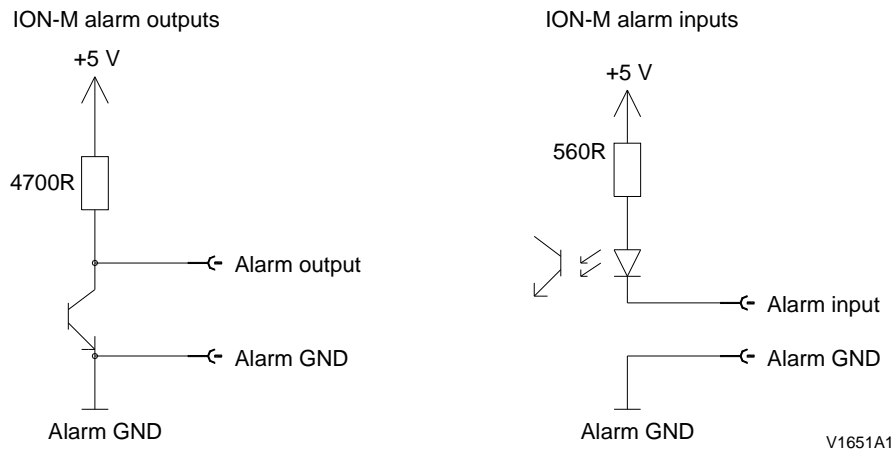 ION-M alarm outputs
+5 V
4700R
Alarm output
Alarm GND
Alarm GND
ION-M alarm inputs
+5 V
560R
Alarm input
Alarm GND
Alarm GND
V1651A1